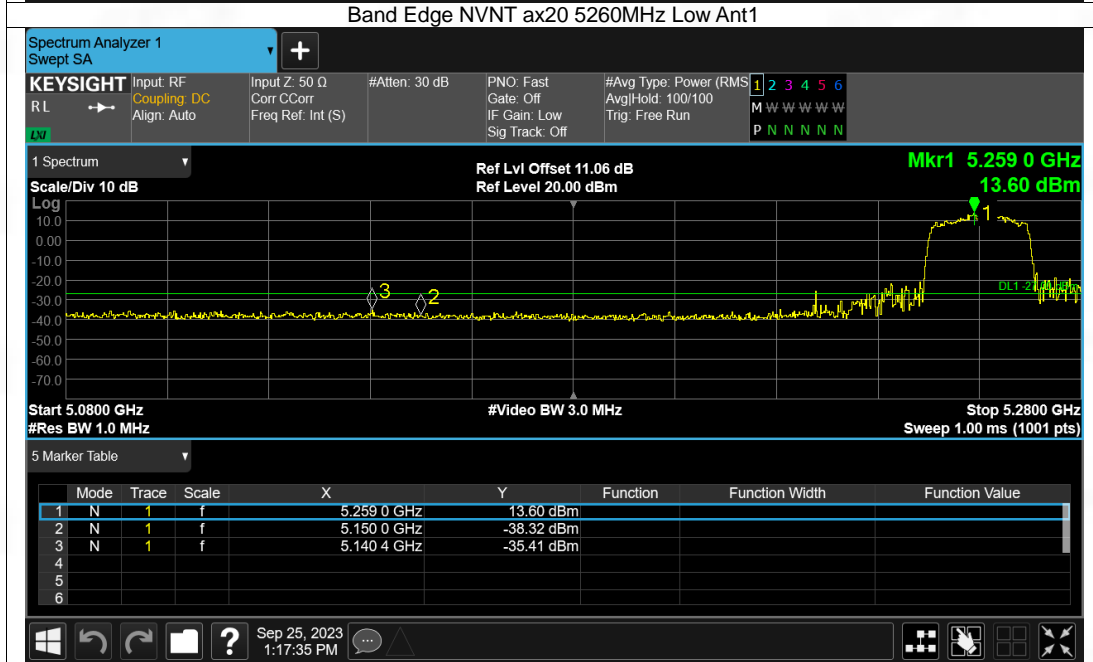 Band Edge NVNT ax20 5260MHz Low Ant1
Spectrum Analyzer 1
Swept SA
+
KEYSIGHT
R L
LXI
Input: RF
Coupling: DC
Align: Auto
Input Z: 50 Ω
Corr CCorr
Freq Ref: Int (S)
#Atten: 30 dB
PNO: Fast
Gate: Off
IF Gain: Low
Sig Track: Off
#Avg Type: Power (RMS
Avg|Hold: 100/100
Trig: Free Run
1 2 3 4 5 6
M W W W W W
P N N N N N
1 Spectrum
Scale/Div 10 dB
Ref Lvl Offset 11.06 dB
Ref Level 20.00 dBm
Mkr1 5.259 0 GHz
13.60 dBm
Log
10.0
0.00
-10.0
-20.0
-30.0
-40.0
-50.0
-60.0
-70.0
1
3
2
DL1 -27
Start 5.0800 GHz
#Video BW 3.0 MHz
Stop 5.2800 GHz
#Res BW 1.0 MHz
Sweep 1.00 ms (1001 pts)
5 Marker Table
Mode Trace Scale X Y Function Function Width Function Value
1 N 1 f 5.259 0 GHz 13.60 dBm
2 N 1 f 5.150 0 GHz -38.32 dBm
3 N 1 f 5.140 4 GHz -35.41 dBm
4
5
6
?
Sep 25, 2023
1:17:35 PM